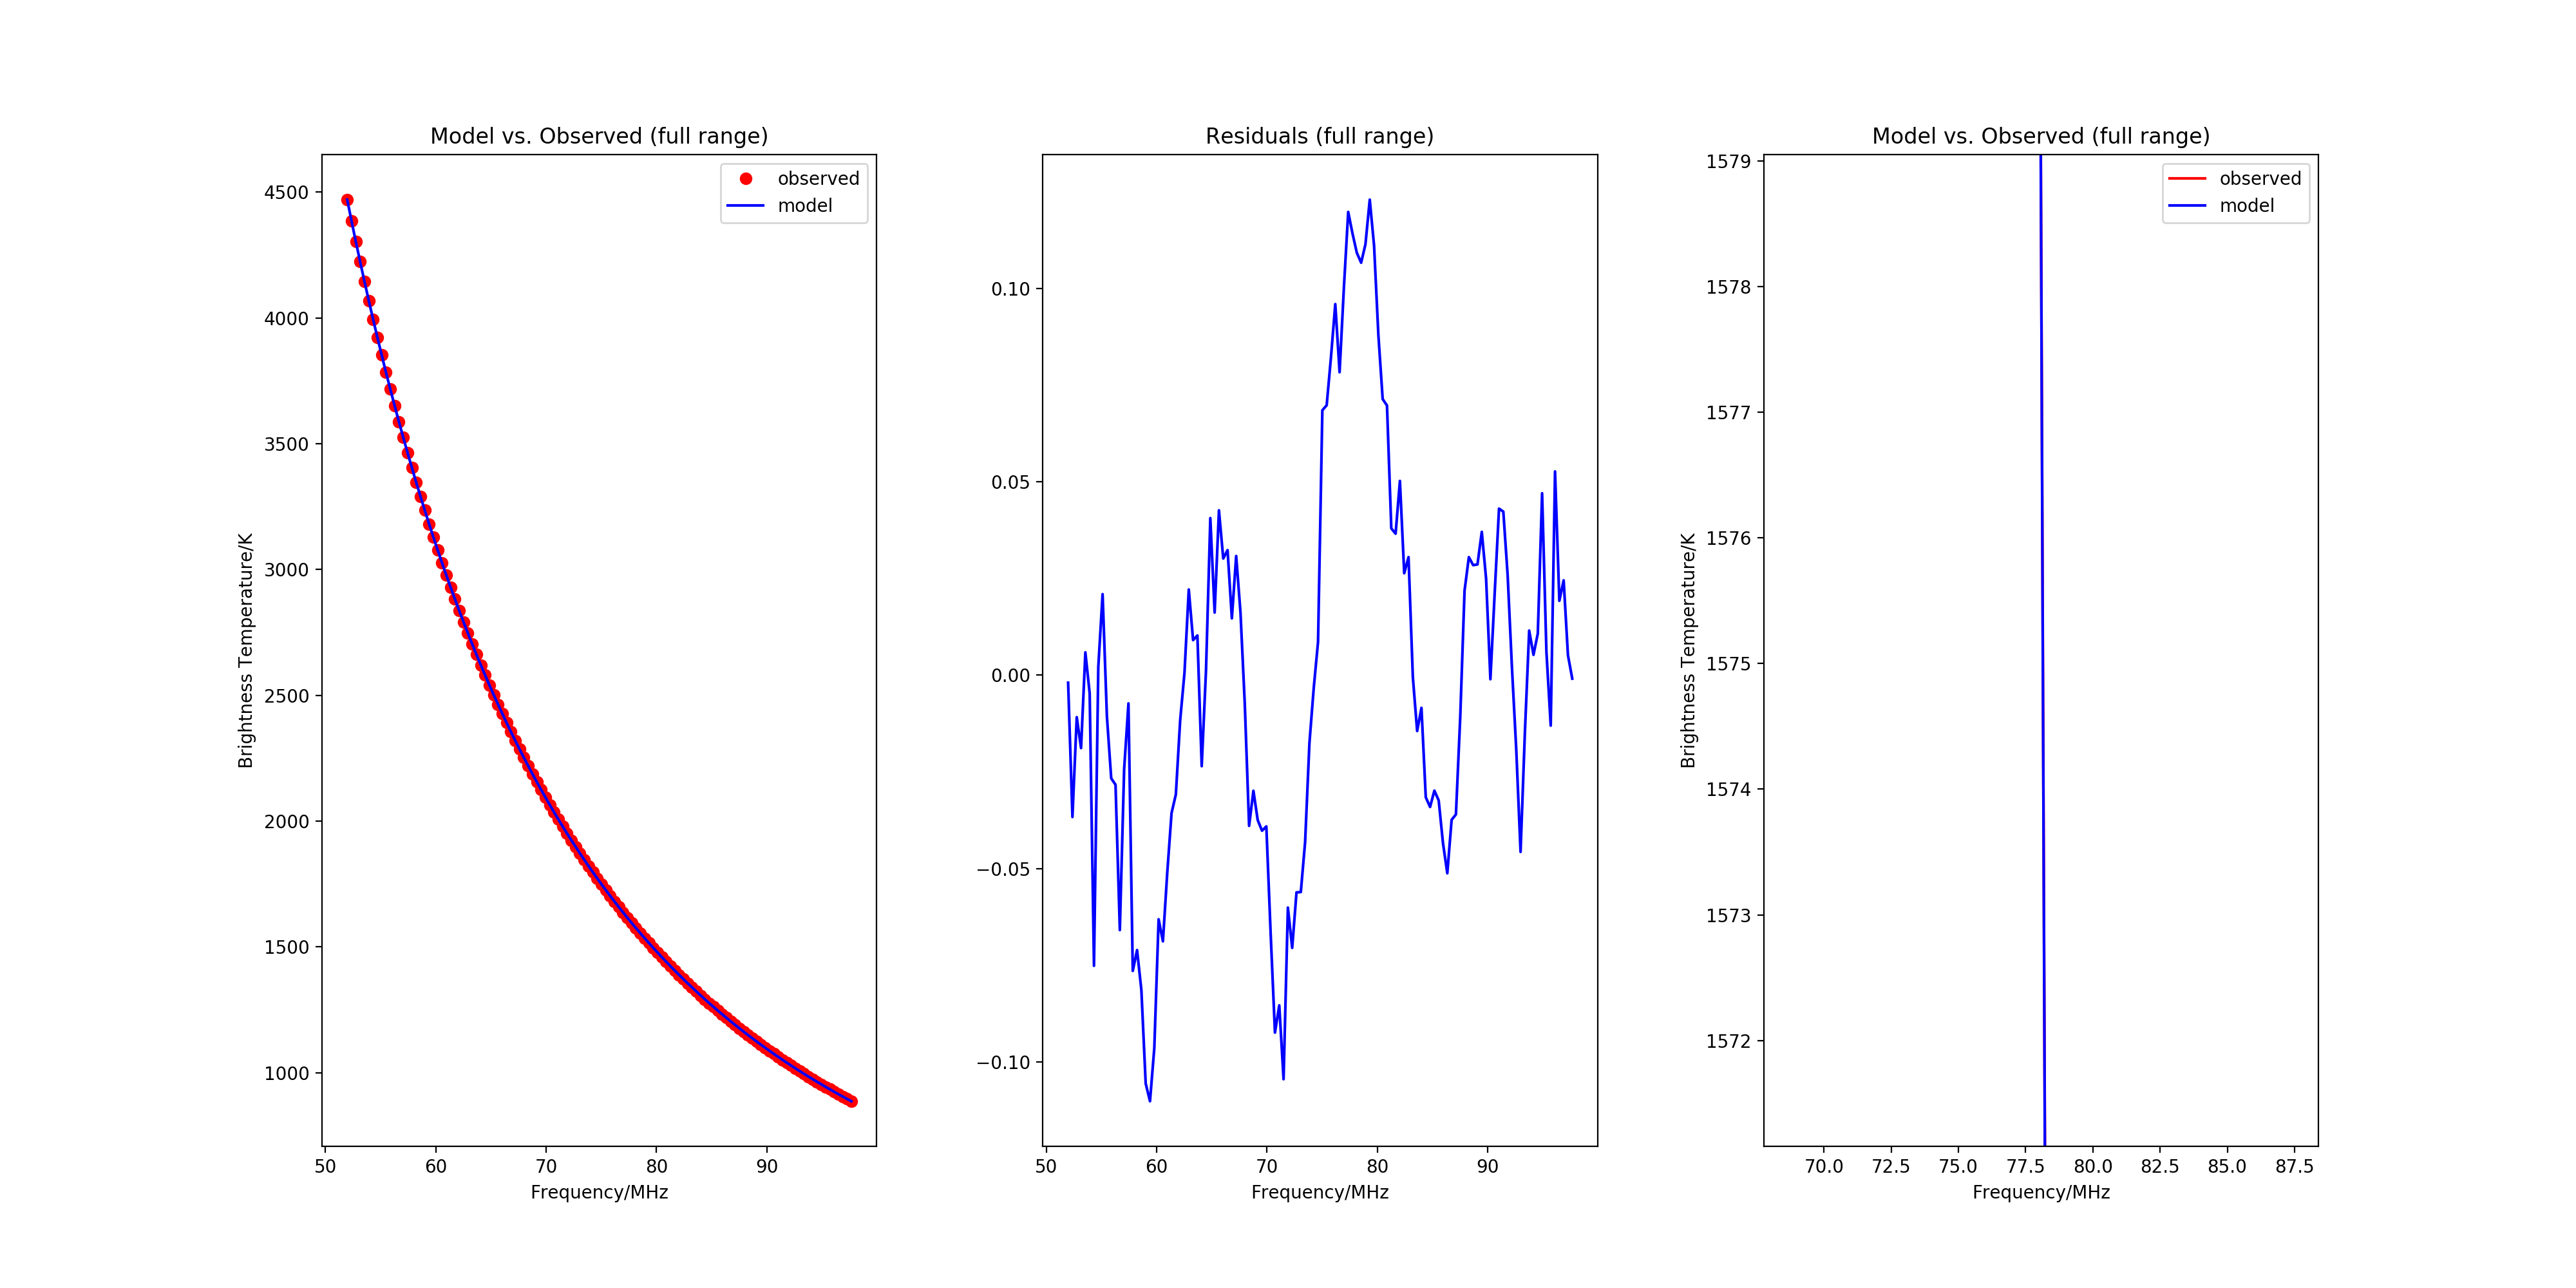 Model vs. Observed (full range)
observed
model
4500
4000
3500
3000
2500
2000
1500
1000
Brightness Temperature/K
50 60 70 80 90
Frequency/MHz
Residuals (full range)
0.10
0.05
0.00
−0.05
−0.10
50 60 70 80 90
Frequency/MHz
Model vs. Observed (full range)
observed
model
1579
1578
1577
1576
1575
1574
1573
1572
Brightness Temperature/K
70.0 72.5 75.0 77.5 80.0 82.5 85.0 87.5
Frequency/MHz